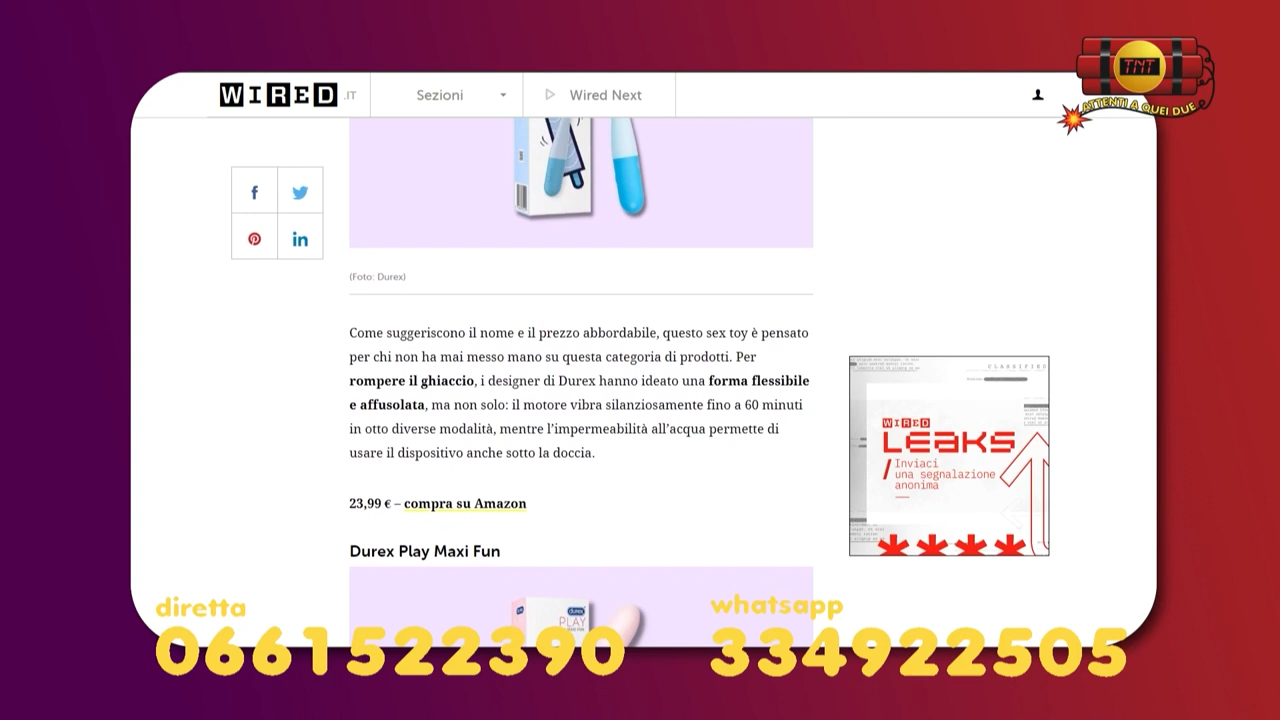 WIRED .IT
Sezioni
Wired Next
TNT
ATTENTI A QUEI DUE
(Foto: Durex)
Come suggeriscono il nome e il prezzo abbordabile, questo sex toy è pensato
per chi non ha mai messo mano su questa categoria di prodotti. Per
rompere il ghiaccio, i designer di Durex hanno ideato una forma flessibile
e affusolata, ma non solo: il motore vibra silanziosamente fino a 60 minuti
in otto diverse modalità, mentre l’impermeabilità all’acqua permette di
usare il dispositivo anche sotto la doccia.
23,99 € – compra su Amazon
Durex Play Maxi Fun
durex
PLAY
CLASSIFIED
WIRED
LEAKS
/ Inviaci
una segnalazione
anonima
****
diretta
0661522390
whatsapp
334922505